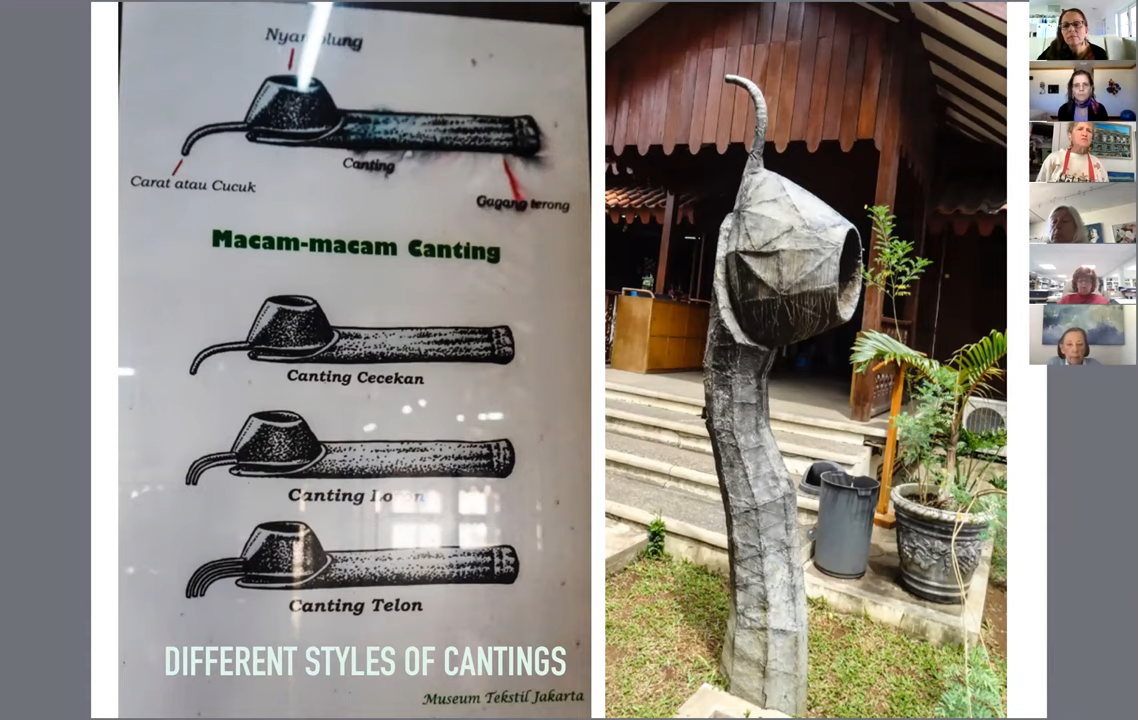 Carat atau Cucuk
Canting
Gagang terong
Macam-macam Canting
Canting Cecekan
Canting
Canting Telon
DIFFERENT STYLES OF CANTINGS
Museum Tekstil Jakarta